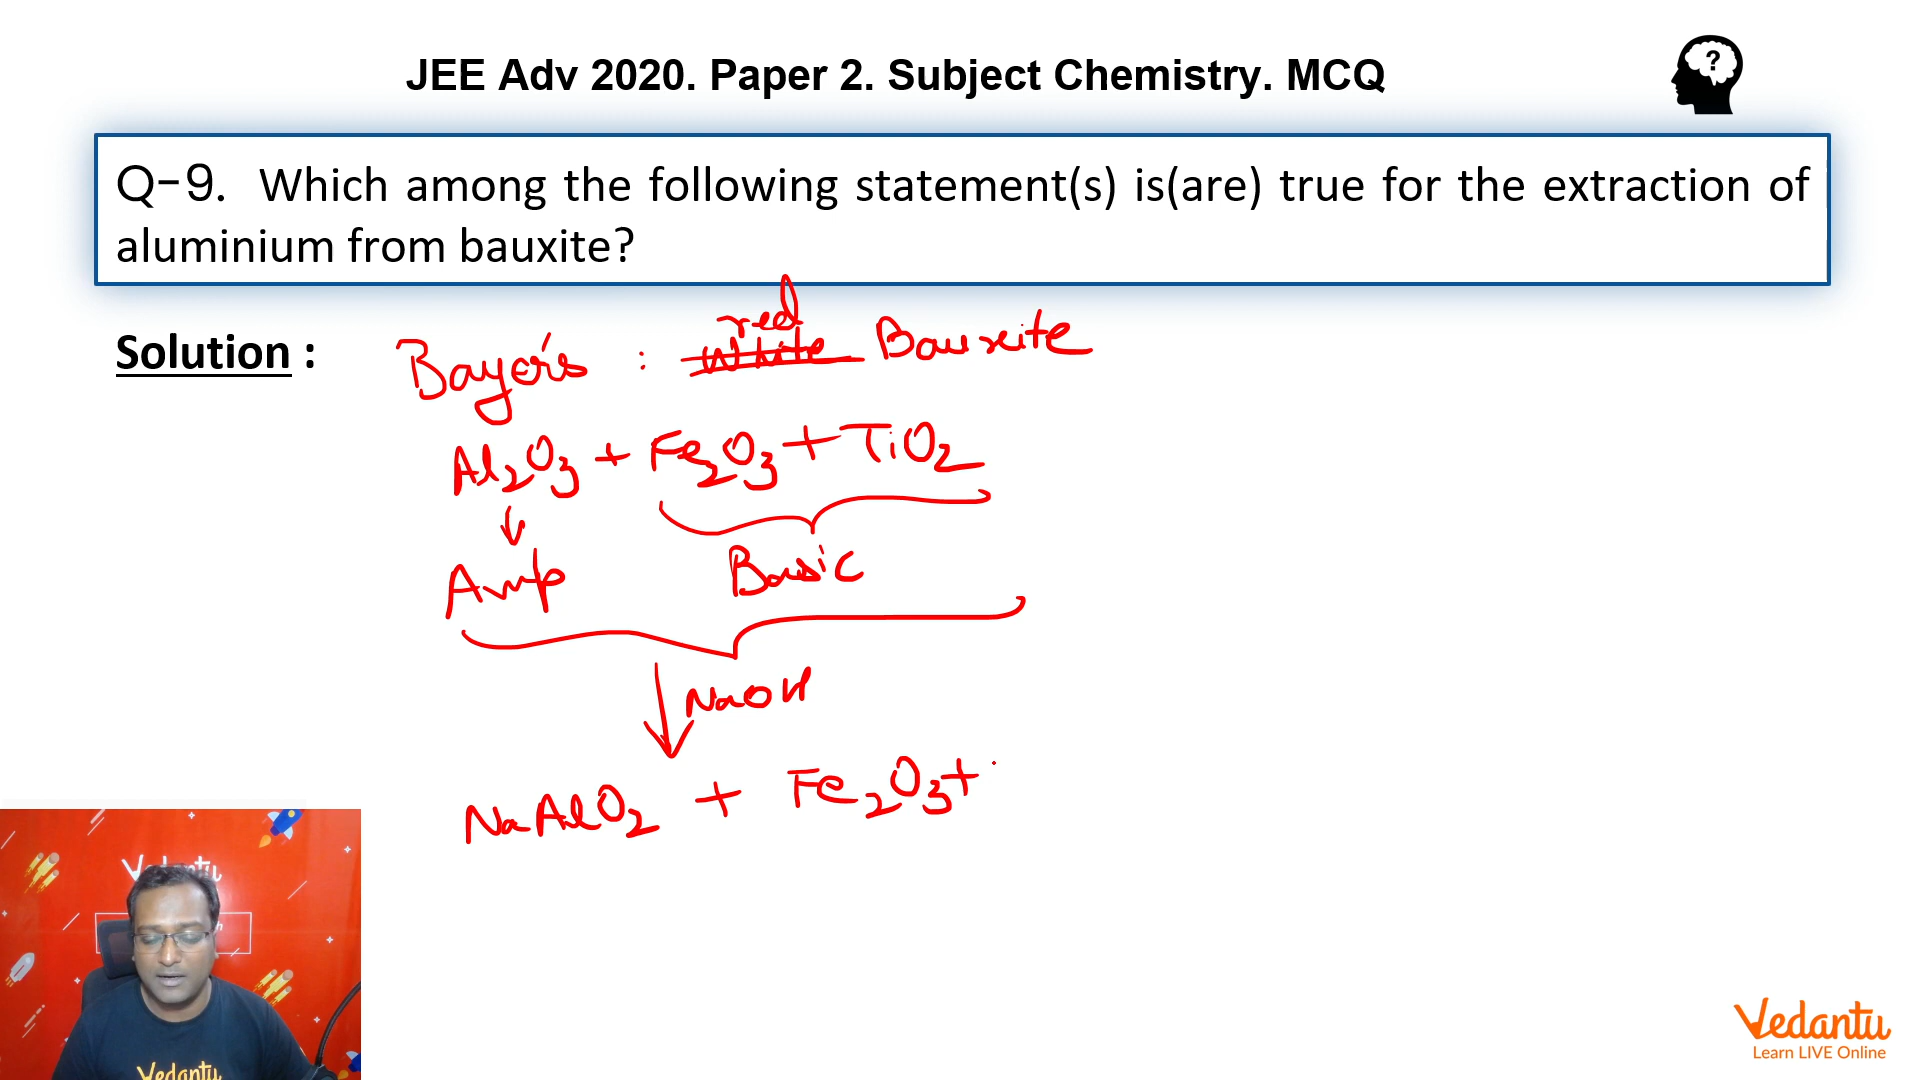 JEE Adv 2020. Paper 2. Subject Chemistry. MCQ
?
Q-9. Which among the following statement(s) is(are) true for the extraction of
aluminium from bauxite?
Solution :
Bayer's : White red Bauxite
Al2O3 + Fe2O3 + TiO2
Amp Basic
NaOH
NaAlO2 + Fe2O3 +
Vedantu
Vedantu
Vedantu
Learn LIVE Online